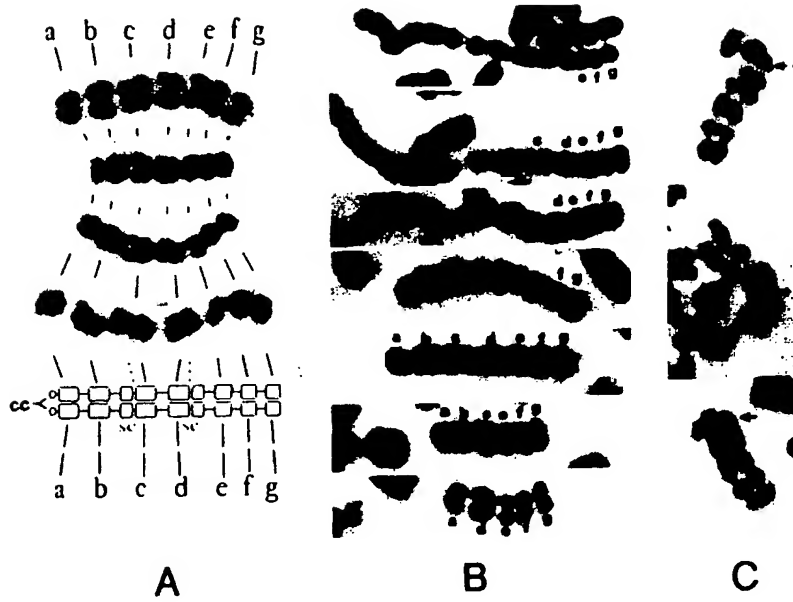 a b c d e f g
cc
sc sc
a b c d e f g
e f g
c d e f g
d e f g
f g
a b c d e f g
A B C